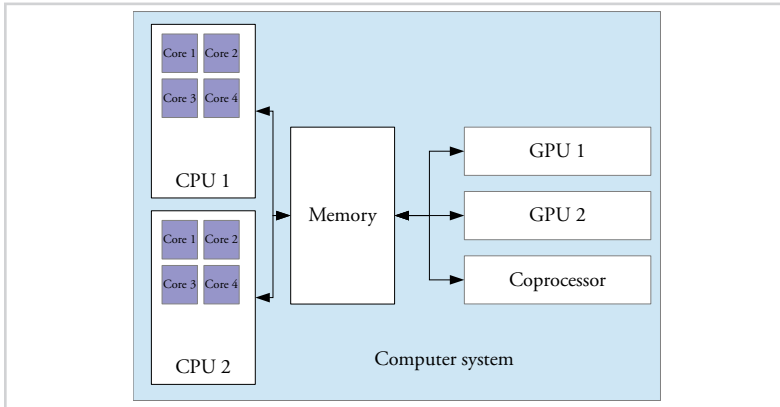 Core 1 Core 2
Core 3 Core 4
CPU 1
Core 1 Core 2
Core 3 Core 4
CPU 2
Memory
GPU 1
GPU 2
Coprocessor
Computer system